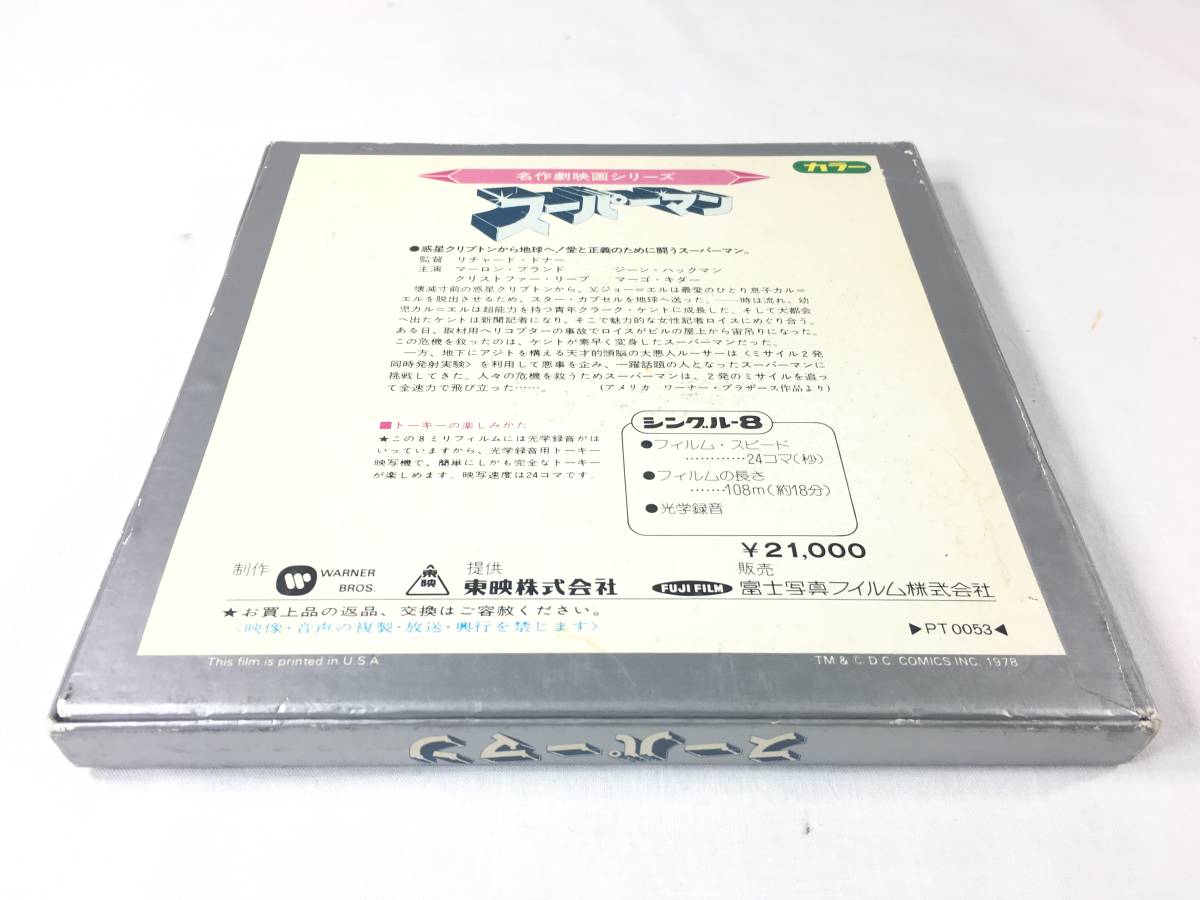 名作劇映画シリーズ
カラー
スーパーマン
●惑星クリプトンから地球へ!愛と正義のために闘うスーパーマン。
監督 リチャード・ドナー
主演 マーロン・ブランド ジーン・ハックマン
クリストファー・リーブ マーゴ・キダー
壊滅寸前の惑星クリプトンから、父ジョー=エルは最愛のひとり息子カル=
エルを脱出させるため、スター・カプセルを地球へ送った。——時は流れ、幼
児カル=エルは超能力を持つ青年クラーク・ケントに成長した。そして大都会
へ出たケントは新聞記者になり、そこで魅力的な女性記者ロイスにめぐり合う。
ある日、取材用ヘリコプターの事故でロイスがビルの屋上から宙吊りになった。
この危機を救ったのは、ケントが素早く変身したスーパーマンだった。
一方、地下にアジトを構える天才的頭脳の大悪人ルーサーは〈ミサイル2発
同時発射実験〉を利用して悪事を企み、一躍話題の人となったスーパーマンに
挑戦してきた。人々の危機を救うためスーパーマンは、2発のミサイルを追っ
て全速力で飛び立った……。 (アメリカ ワーナー・ブラザース作品より)
■トーキーの楽しみかた
★この8ミリフィルムには光学録音がは
いっていますから、光学録音用トーキー
映写機で、簡単にしかも完全なトーキー
が楽しめます。映写速度は24コマです。
シングル-8
●フィルム・スピード
…………24コマ(秒)
●フィルムの長さ
…….108m(約18分)
●光学録音
¥21,000
制作 WARNER BROS.
東映 提供 東映株式会社
FUJI FILM 販売 富士写真フイルム株式会社
★お買上品の返品、交換はご容赦ください。
〈映像・音声の複製・放送・興行を禁じます〉
▶PT0053◀
This film is printed in U.S.A
TM & © D.C. COMICS INC. 1978
スーパーマン